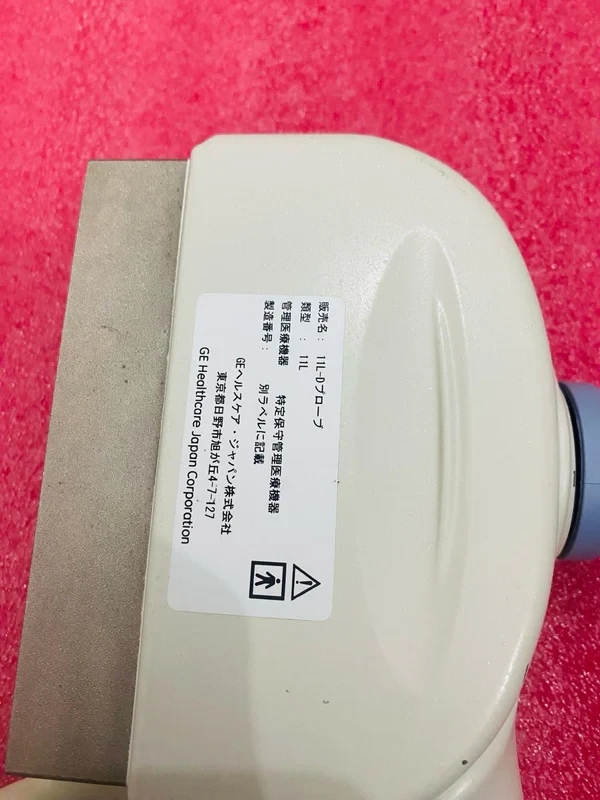 販売名： 11L-Dプローブ
類型 ： 11L
管理医療機器 特定保守管理医療機器
製造番号： 別ラベルに記載
GEヘルスケア・ジャパン株式会社
東京都日野市旭が丘4-7-127
GE Healthcare Japan Corporation